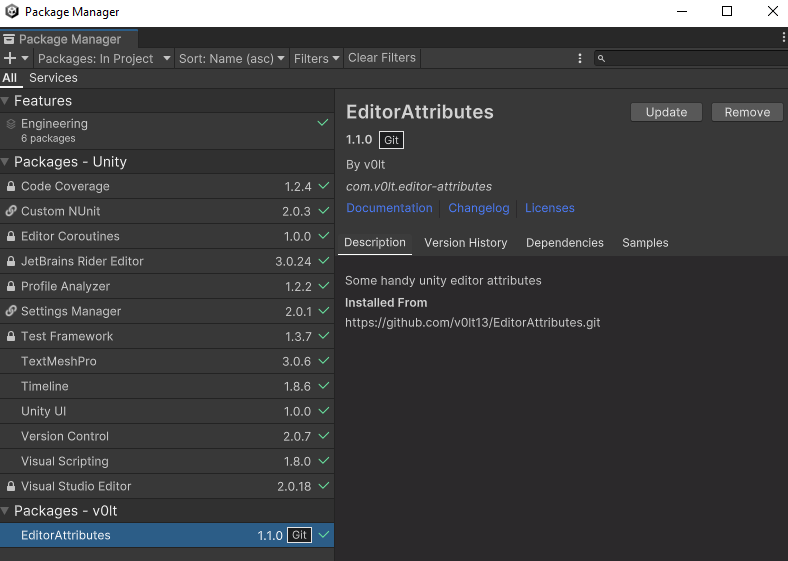 Package Manager
Package Manager
Packages: In Project
Sort: Name (asc)
Filters
Clear Filters
All
Services
Features
Engineering
6 packages
Packages - Unity
Code Coverage 1.2.4
Custom NUnit 2.0.3
Editor Coroutines 1.0.0
JetBrains Rider Editor 3.0.24
Profile Analyzer 1.2.2
Settings Manager 2.0.1
Test Framework 1.3.7
TextMeshPro 3.0.6
Timeline 1.8.6
Unity UI 1.0.0
Version Control 2.0.7
Visual Scripting 1.8.0
Visual Studio Editor 2.0.18
Packages - v0lt
EditorAttributes 1.1.0 Git
EditorAttributes
Update
Remove
1.1.0 Git
By v0lt
com.v0lt.editor-attributes
Documentation
Changelog
Licenses
Description
Version History
Dependencies
Samples
Some handy unity editor attributes
Installed From
https://github.com/v0lt13/EditorAttributes.git